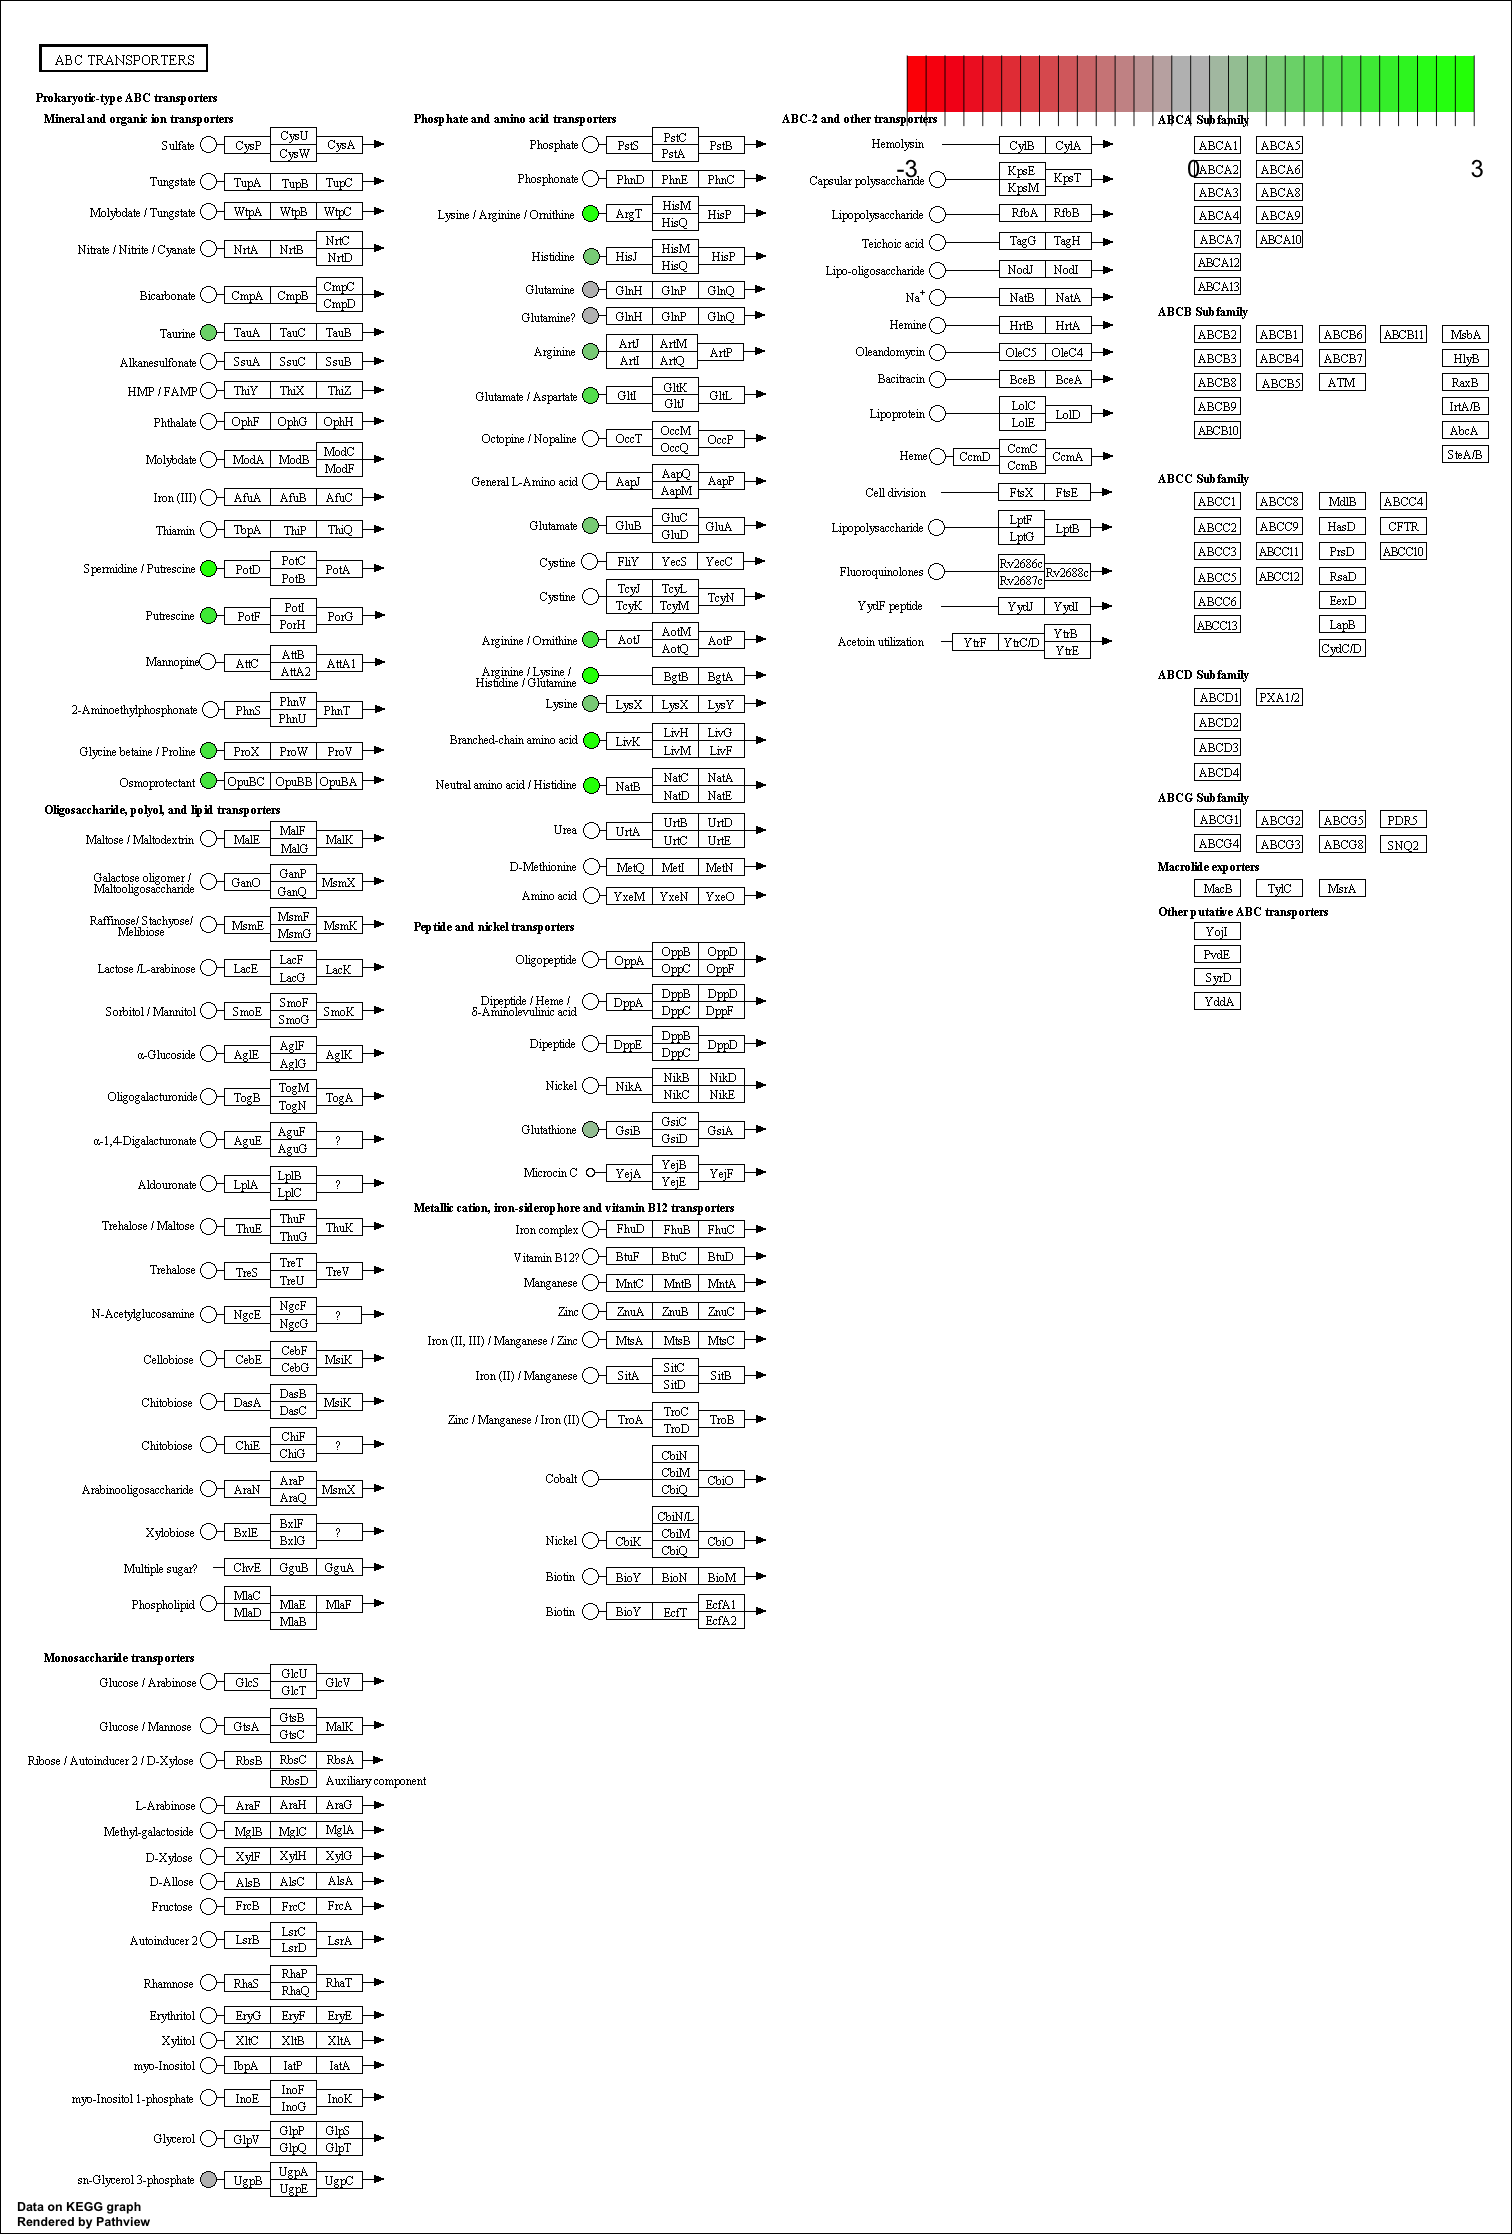 ABC TRANSPORTERS
-3 0 3
Prokaryotic-type ABC transporters
Mineral and organic ion transporters
Sulfate CysP CysU CysW CysA
Tungstate TupA TupB TupC
Molybdate / Tungstate WtpA WtpB WtpC
Nitrate / Nitrite / Cyanate NrtA NrtB NrtC NrtD
Bicarbonate CmpA CmpB CmpC CmpD
Taurine TauA TauC TauB
Alkanesulfonate SsuA SsuC SsuB
HMP / FAMP ThiY ThiX ThiZ
Phthalate OphF OphG OphH
Molybdate ModA ModB ModC ModF
Iron (III) AfuA AfuB AfuC
Thiamin TbpA ThiP ThiQ
Spermidine / Putrescine PotD PotC PotB PotA
Putrescine PotF PotI PorH PorG
Mannopine AttC AttB AttA2 AttA1
2-Aminoethylphosphonate PhnS PhnV PhnU PhnT
Glycine betaine / Proline ProX ProW ProV
Osmoprotectant OpuBC OpuBB OpuBA
Oligosaccharide, polyol, and lipid transporters
Maltose / Maltodextrin MalE MalF MalG MalK
Galactose oligomer /
Maltooligosaccharide GanO GanP GanQ MsmX
Raffinose/ Stachyose/
Melibiose MsmE MsmF MsmG MsmK
Lactose /L-arabinose LacE LacF LacG LacK
Sorbitol / Mannitol SmoE SmoF SmoG SmoK
α-Glucoside AglE AglF AglG AglK
Oligogalacturonide TogB TogM TogN TogA
α-1,4-Digalacturonate AguE AguF AguG ?
Aldouronate LplA LplB LplC ?
Trehalose / Maltose ThuE ThuF ThuG ThuK
Trehalose TreS TreT TreU TreV
N-Acetylglucosamine NgcE NgcF NgcG ?
Cellobiose CebE CebF CebG MsiK
Chitobiose DasA DasB DasC MsiK
Chitobiose ChiE ChiF ChiG ?
Arabinooligosaccharide AraN AraP AraQ MsmX
Xylobiose BxlE BxlF BxlG ?
Multiple sugar? ChvE GguB GguA
Phospholipid MlaC MlaD MlaE MlaB MlaF
Monosaccharide transporters
Glucose / Arabinose GlcS GlcU GlcT GlcV
Glucose / Mannose GtsA GtsB GtsC MalK
Ribose / Autoinducer 2 / D-Xylose RbsB RbsC RbsA
RbsD Auxiliary component
L-Arabinose AraF AraH AraG
Methyl-galactoside MglB MglC MglA
D-Xylose XylF XylH XylG
D-Allose AlsB AlsC AlsA
Fructose FrcB FrcC FrcA
Autoinducer 2 LsrB LsrC LsrD LsrA
Rhamnose RhaS RhaP RhaQ RhaT
Erythritol EryG EryF EryE
Xylitol XltC XltB XltA
myo-Inositol IbpA IatP IatA
myo-Inositol 1-phosphate InoE InoF InoG InoK
Glycerol GlpV GlpP GlpQ GlpS GlpT
sn-Glycerol 3-phosphate UgpB UgpA UgpE UgpC
Phosphate and amino acid transporters
Phosphate PstS PstC PstA PstB
Phosphonate PhnD PhnE PhnC
Lysine / Arginine / Ornithine ArgT HisM HisQ HisP
Histidine HisJ HisM HisQ HisP
Glutamine GlnH GlnP GlnQ
Glutamine? GlnH GlnP GlnQ
Arginine ArtJ ArtI ArtM ArtQ ArtP
Glutamate / Aspartate GltI GltK GltJ GltL
Octopine / Nopaline OccT OccM OccQ OccP
General L-Amino acid AapJ AapQ AapM AapP
Glutamate GluB GluC GluD GluA
Cystine FliY YecS YecC
Cystine TcyJ TcyK TcyL TcyM TcyN
Arginine / Ornithine AotJ AotM AotQ AotP
Arginine / Lysine /
Histidine / Glutamine BgtB BgtA
Lysine LysX LysX LysY
Branched-chain amino acid LivK LivH LivM LivG LivF
Neutral amino acid / Histidine NatB NatC NatD NatA NatE
Urea UrtA UrtB UrtC UrtD UrtE
D-Methionine MetQ MetI MetN
Amino acid YxeM YxeN YxeO
Peptide and nickel transporters
Oligopeptide OppA OppB OppC OppD OppF
Dipeptide / Heme /
δ-Aminolevulinic acid DppA DppB DppC DppD DppF
Dipeptide DppE DppB DppC DppD
Nickel NikA NikB NikC NikD NikE
Glutathione GsiB GsiC GsiD GsiA
Microcin C YejA YejB YejE YejF
Metallic cation, iron-siderophore and vitamin B12 transporters
Iron complex FhuD FhuB FhuC
Vitamin B12? BtuF BtuC BtuD
Manganese MntC MntB MntA
Zinc ZnuA ZnuB ZnuC
Iron (II, III) / Manganese / Zinc MtsA MtsB MtsC
Iron (II) / Manganese SitA SitC SitD SitB
Zinc / Manganese / Iron (II) TroA TroC TroD TroB
Cobalt CbiN CbiM CbiQ CbiO
Nickel CbiK CbiN/L CbiM CbiQ CbiO
Biotin BioY BioN BioM
Biotin BioY EcfT EcfA1 EcfA2
ABC-2 and other transporters
Hemolysin CylB CylA
Capsular polysaccharide KpsE KpsM KpsT
Lipopolysaccharide RfbA RfbB
Teichoic acid TagG TagH
Lipo-oligosaccharide NodJ NodI
Na+ NatB NatA
Hemine HrtB HrtA
Oleandomycin OleC5 OleC4
Bacitracin BceB BceA
Lipoprotein LolC LolE LolD
Heme CcmD CcmC CcmB CcmA
Cell division FtsX FtsE
Lipopolysaccharide LptF LptG LptB
Fluoroquinolones Rv2686c Rv2687c Rv2688c
YydF peptide YydJ YydI
Acetoin utilization YtrF YtrC/D YtrB YtrE
ABCA Subfamily
ABCA1 ABCA5
ABCA2 ABCA6
ABCA3 ABCA8
ABCA4 ABCA9
ABCA7 ABCA10
ABCA12
ABCA13
ABCB Subfamily
ABCB2 ABCB1 ABCB6 ABCB11 MsbA
ABCB3 ABCB4 ABCB7 HlyB
ABCB8 ABCB5 ATM RaxB
ABCB9 IrtA/B
ABCB10 AbcA
SteA/B
ABCC Subfamily
ABCC1 ABCC8 MdlB ABCC4
ABCC2 ABCC9 HasD CFTR
ABCC3 ABCC11 PrsD ABCC10
ABCC5 ABCC12 RsaD
ABCC6 EexD
ABCC13 LapB
CydC/D
ABCD Subfamily
ABCD1 PXA1/2
ABCD2
ABCD3
ABCD4
ABCG Subfamily
ABCG1 ABCG2 ABCG5 PDR5
ABCG4 ABCG3 ABCG8 SNQ2
Macrolide exporters
MacB TylC MsrA
Other putative ABC transporters
YojI
PvdE
SyrD
YddA
Data on KEGG graph
Rendered by Pathview